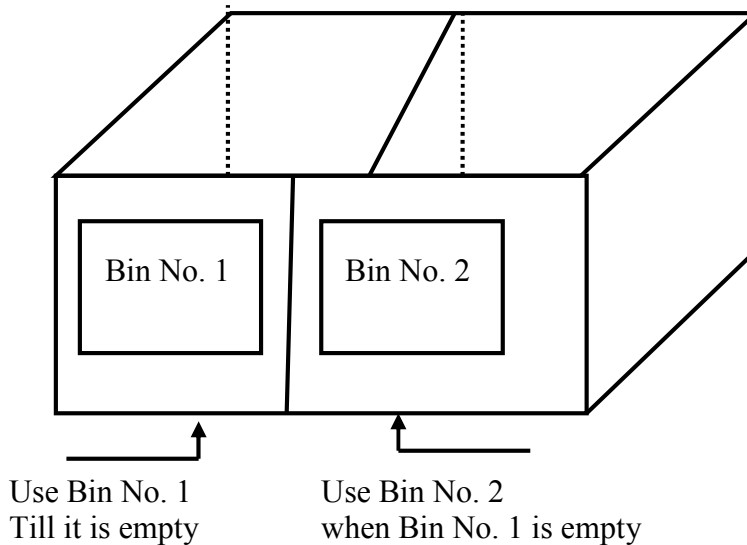 Bin No. 1
Bin No. 2
Use Bin No. 1
Till it is empty
Use Bin No. 2
when Bin No. 1 is empty